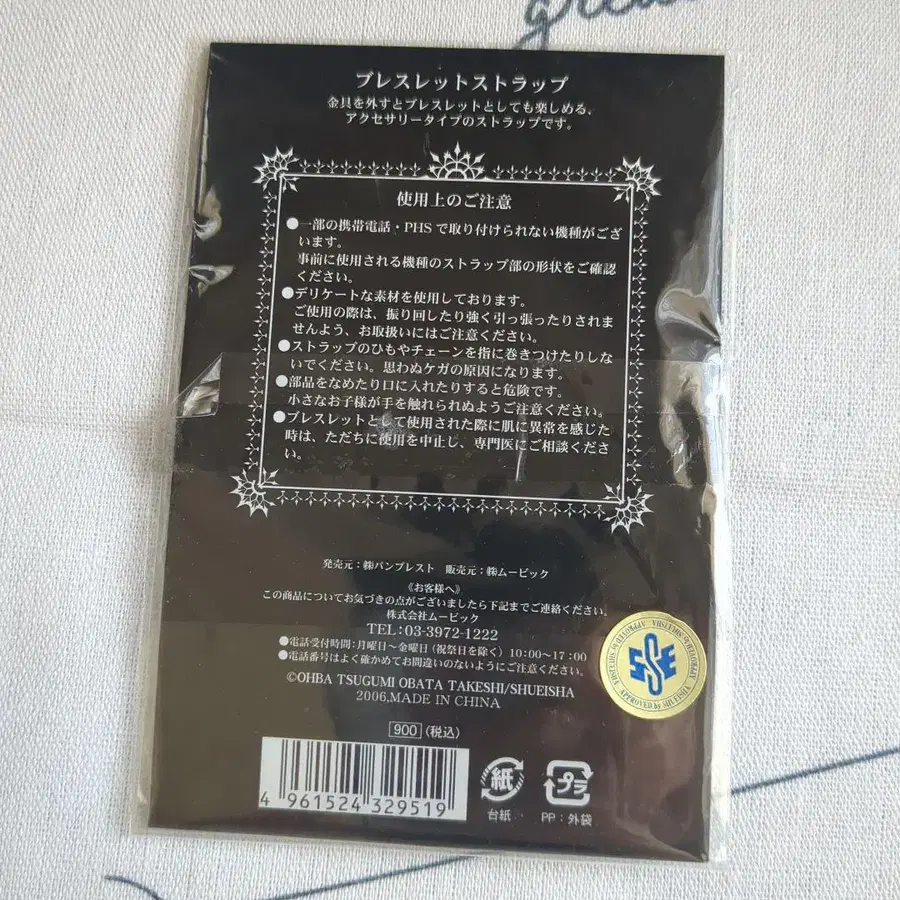 ブレスレットストラップ
金具を外すとブレスレットとしても楽しめる、
アクセサリータイプのストラップです。
使用上のご注意
●一部の携帯電話・PHSで取り付けられない機種がござ
います。
事前に使用される機種のストラップ部の形状をご確認
ください。
●デリケートな素材を使用しております。
ご使用の際は、振り回したり強く引っ張ったりされま
せんよう、お取扱いにはご注意ください。
●ストラップのひもやチェーンを指に巻きつけたりしな
いでください。思わぬケガの原因になります。
●部品をなめたり口に入れたりすると危険です。
小さなお子様が手を触れられぬようご注意ください。
●ブレスレットとして使用された際に肌に異常を感じた
時は、ただちに使用を中止し、専門医にご相談くださ
い。
発売元:㈱バンプレスト 販売元:㈱ムービック
《お客様へ》
この商品についてお気づきの点がございましたら下記までご連絡ください。
株式会社ムービック
TEL:03-3972-1222
●電話受付時間:月曜日~金曜日(祝祭日を除く)10:00~17:00
●電話番号はよく確かめてお間違いのないようにご注意ください。
©OHBA TSUGUMI OBATA TAKESHI/SHUEISHA
2006,MADE IN CHINA
900(税込)
4 961524 329519
紙
台紙
プラ
PP:外袋
APPROVED by SHUEISHA